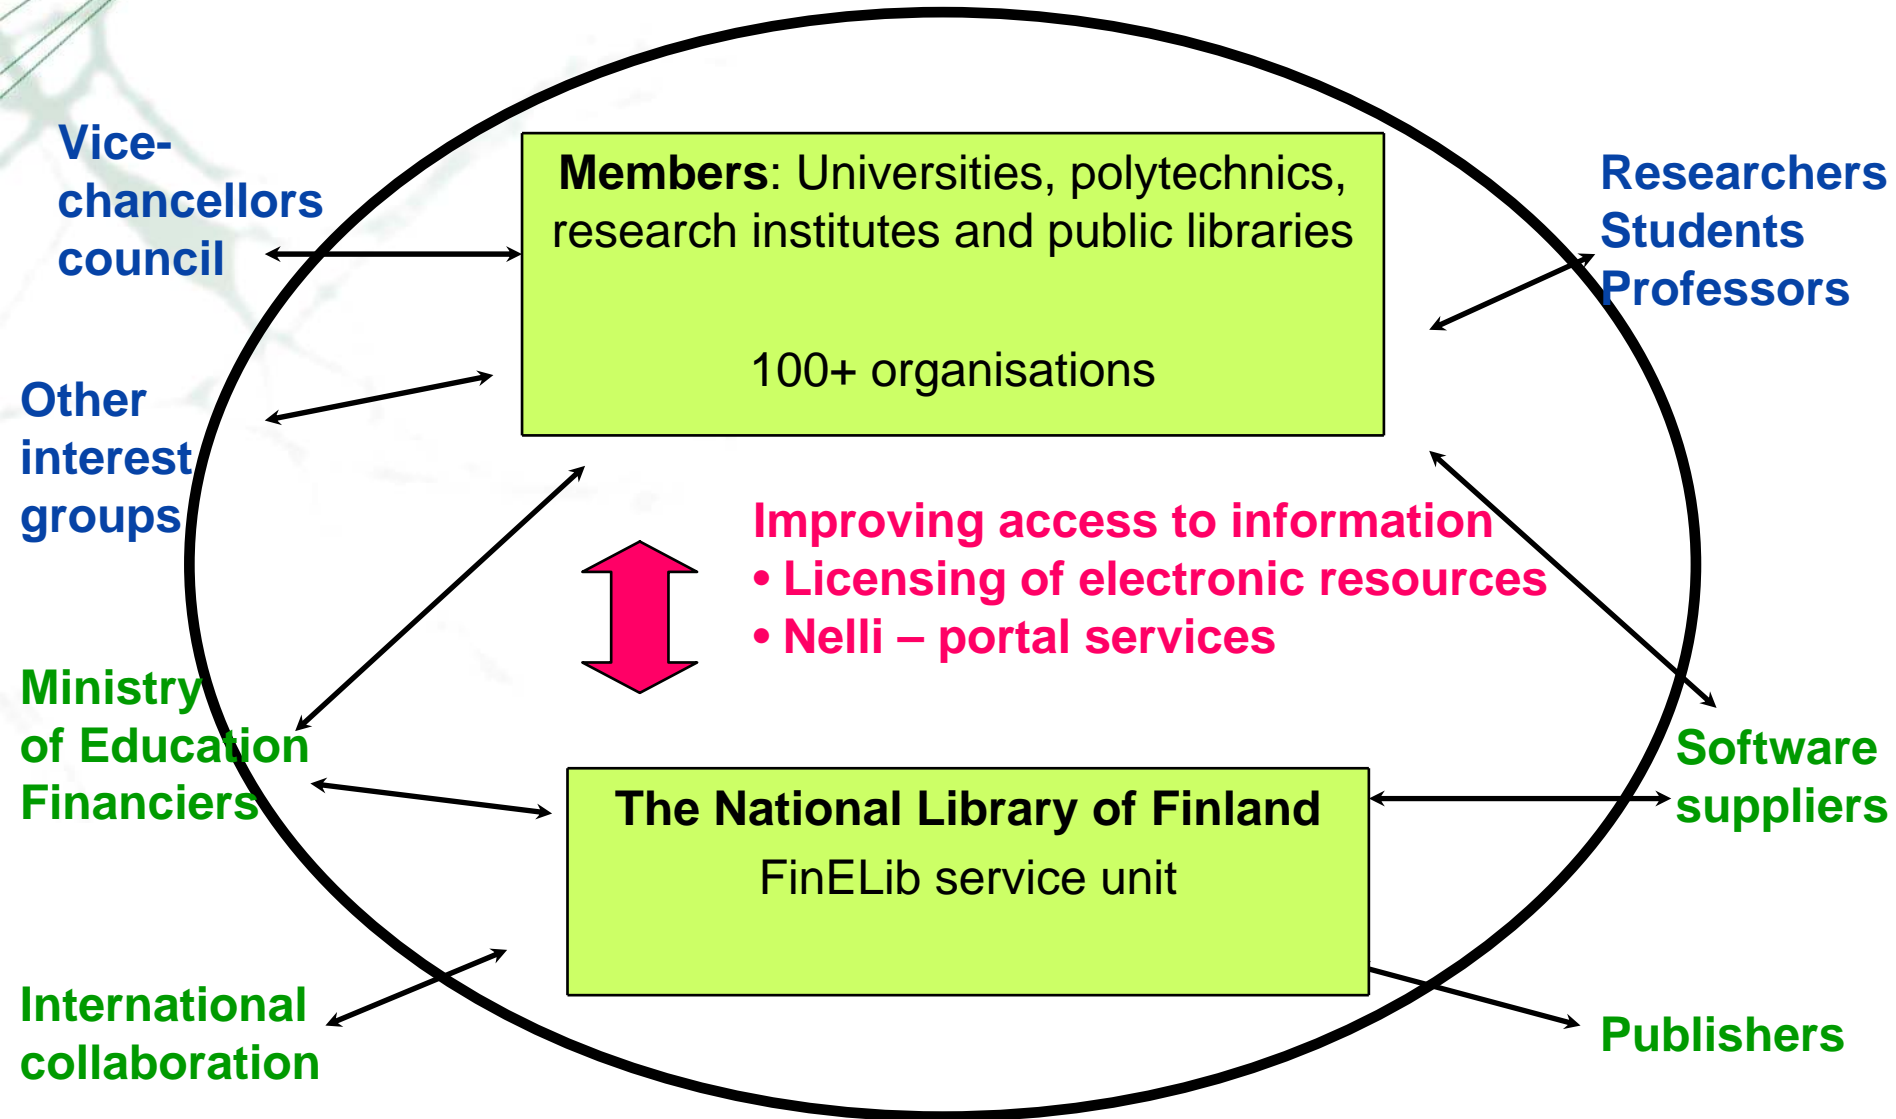 Vice-
chancellors
council
Members: Universities, polytechnics,
research institutes and public libraries
100+ organisations
Researchers
Students
Professors
Other
interest
groups
Improving access to information
• Licensing of electronic resources
• Nelli – portal services
Ministry
of Education
Financiers
The National Library of Finland
FinELib service unit
Software
suppliers
International
collaboration
Publishers